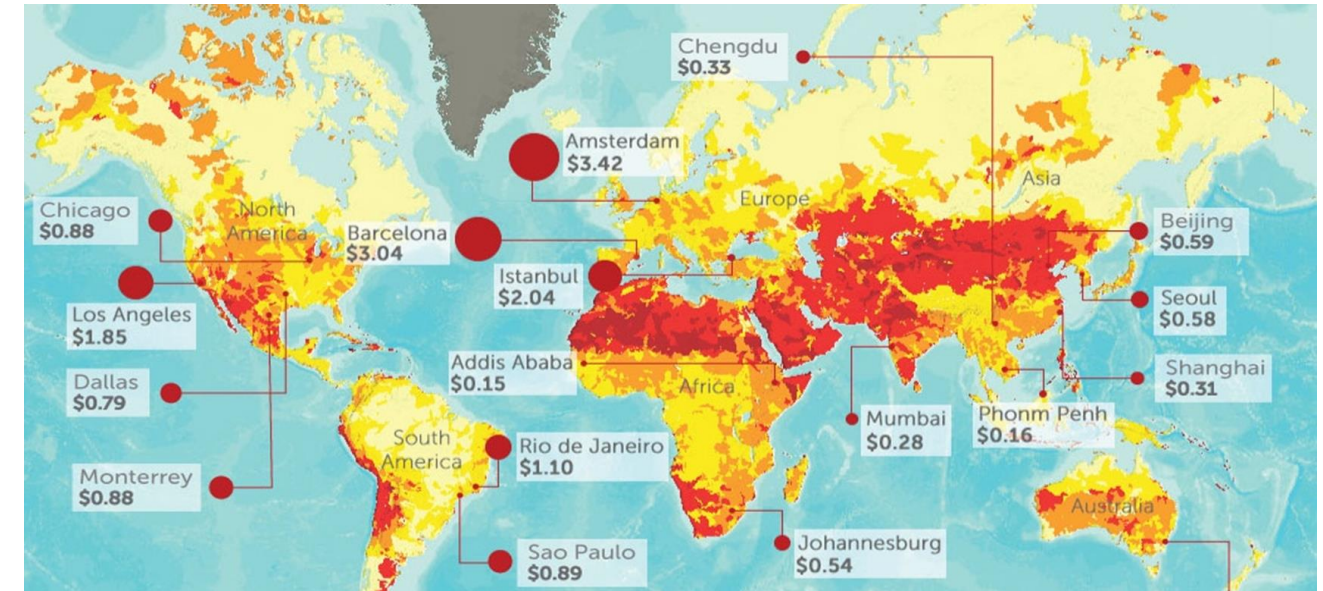 Chengdu
$0.33
Amsterdam
$3.42
Asia
Europe
North
America
Chicago
$0.88
Barcelona
$3.04
Beijing
$0.59
Istanbul
$2.04
Los Angeles
$1.85
Seoul
$0.58
Addis Ababa
$0.15
Africa
Shanghai
$0.31
Dallas
$0.79
Mumbai
$0.28
Phonm Penh
$0.16
South
America
Rio de Janeiro
$1.10
Monterrey
$0.88
Australia
Sao Paulo
$0.89
Johannesburg
$0.54